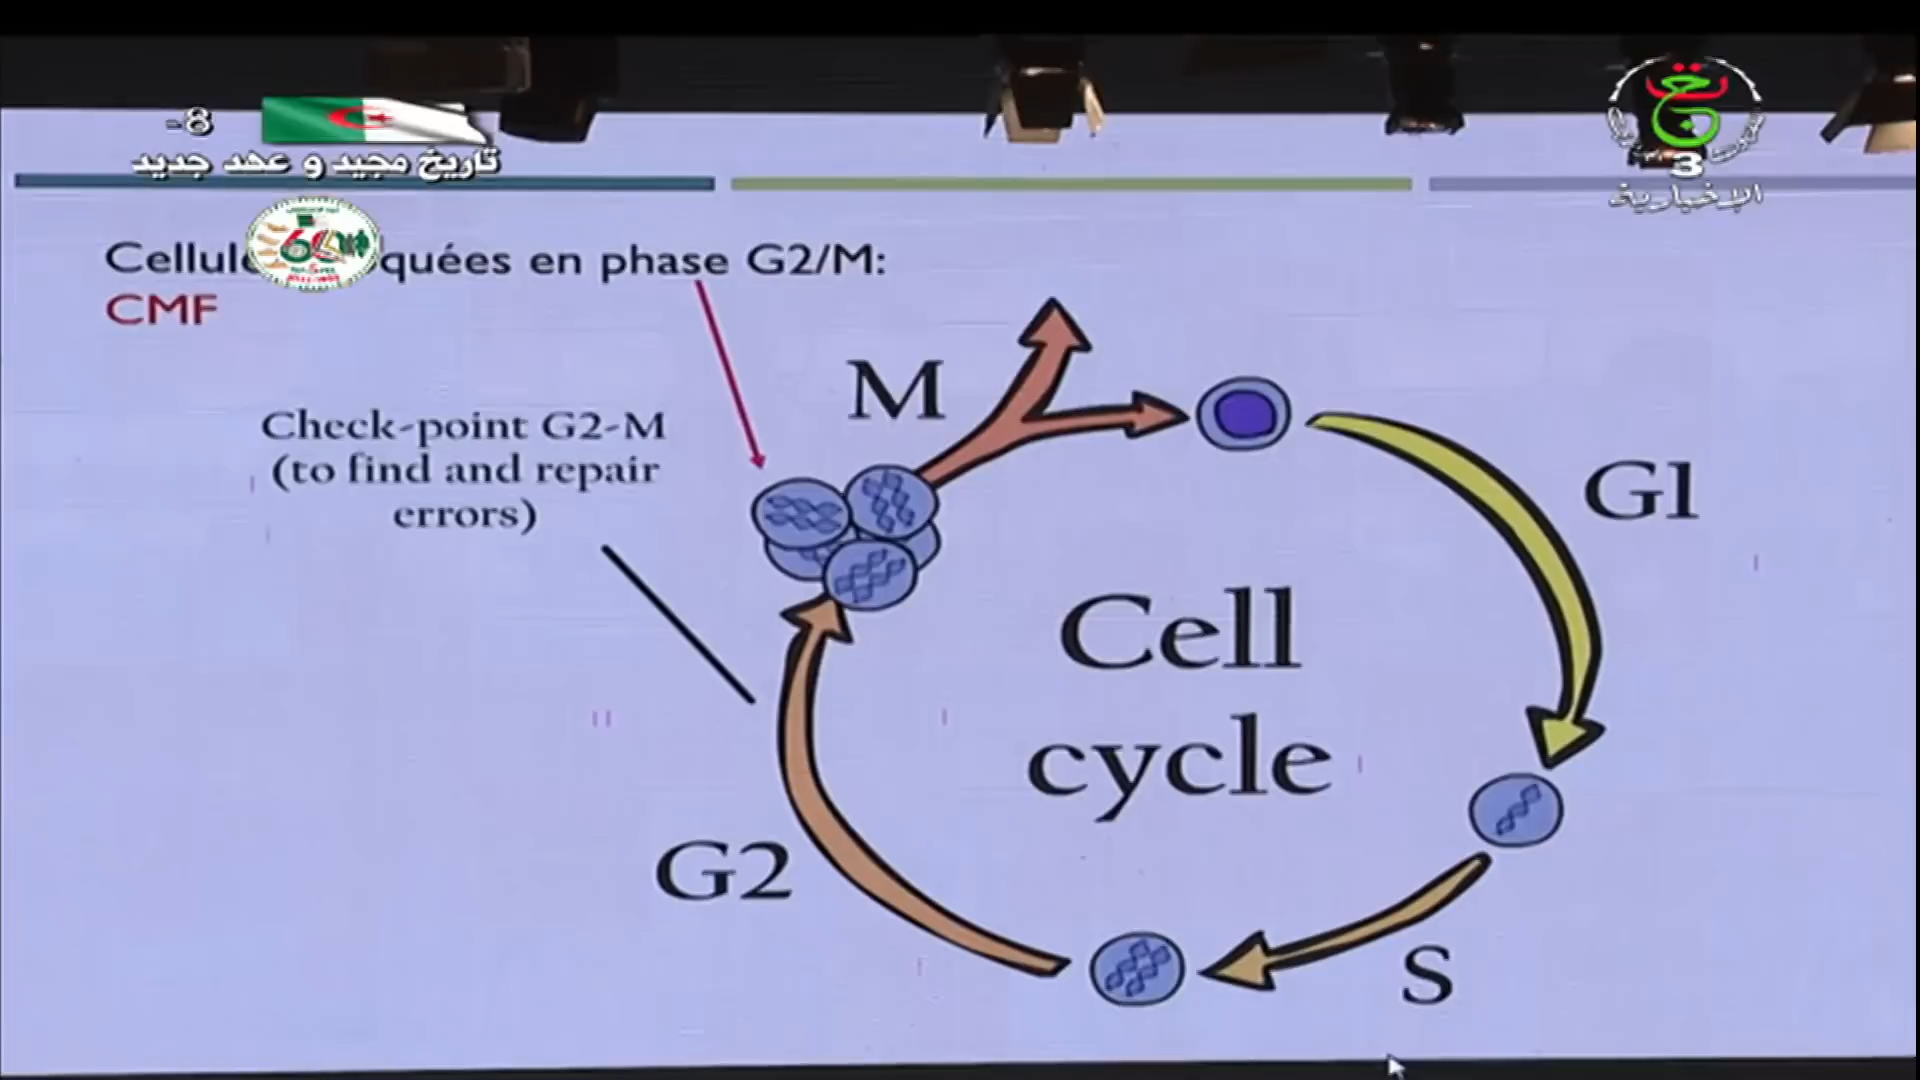 -8
تاريخ مجيد و عهد جديد
3
الإخبارية
60
quées en phase G2/M:
CMF
M
Check-point G2-M
(to find and repair
errors)
G1
Cell
cycle
G2
S